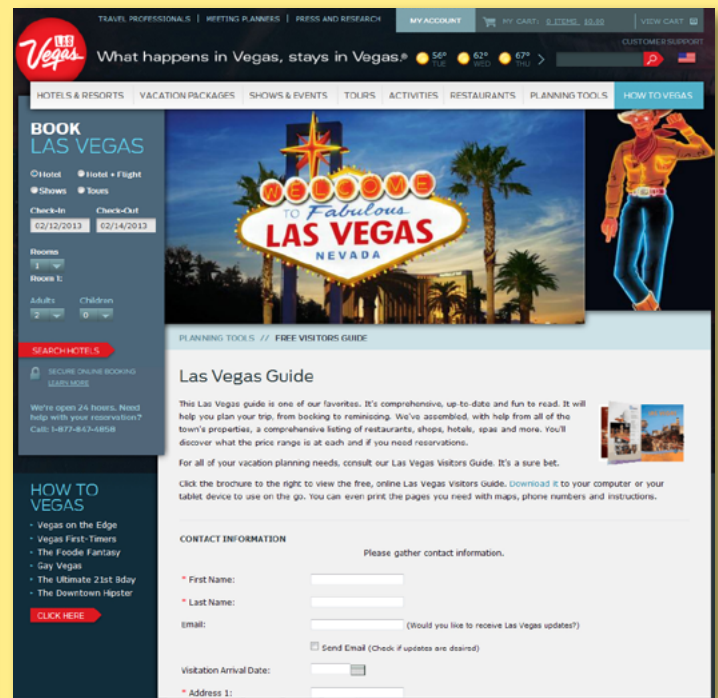 TRAVEL PROFESSIONALS | MEETING PLANNERS | PRESS AND RESEARCH
MY ACCOUNT
MY CART: 0 ITEMS $0.00
VIEW CART
CUSTOMER SUPPORT
LAS
Vegas
What happens in Vegas, stays in Vegas.®
56°
TUE
62°
WED
67°
THU
HOTELS & RESORTS
VACATION PACKAGES
SHOWS & EVENTS
TOURS
ACTIVITIES
RESTAURANTS
PLANNING TOOLS
HOW TO VEGAS
BOOK
LAS VEGAS
Hotel
Hotel + Flight
Shows
Tours
Check-In
Check-Out
02/12/2013
02/14/2013
Rooms
1
Room 1:
Adults
Children
2
0
SEARCH HOTELS
SECURE ONLINE BOOKING
LEARN MORE
We're open 24 hours. Need
help with your reservation?
Call: 1-877-847-4858
HOW TO
VEGAS
- Vegas on the Edge
- Vegas First-Timers
- The Foodie Fantasy
- Gay Vegas
- The Ultimate 21st Bday
- The Downtown Hipster
CLICK HERE
WELCOME
TO Fabulous
LAS VEGAS
NEVADA
PLANNING TOOLS // FREE VISITORS GUIDE
Las Vegas Guide
This Las Vegas guide is one of our favorites. It's comprehensive, up-to-date and fun to read. It will
help you plan your trip, from booking to reminiscing. We've assembled, with help from all of the
town's properties, a comprehensive listing of restaurants, shops, hotels, spas and more. You'll
discover what the price range is at each and if you need reservations.
For all of your vacation planning needs, consult our Las Vegas Visitors Guide. It's a sure bet.
Click the brochure to the right to view the free, online Las Vegas Visitors Guide. Download it to your computer or your
tablet device to use on the go. You can even print the pages you need with maps, phone numbers and instructions.
CONTACT INFORMATION
Please gather contact information.
* First Name:
* Last Name:
Email:
(Would you like to receive Las Vegas updates?)
Send Email (Check if updates are desired)
Visitation Arrival Date:
* Address 1: